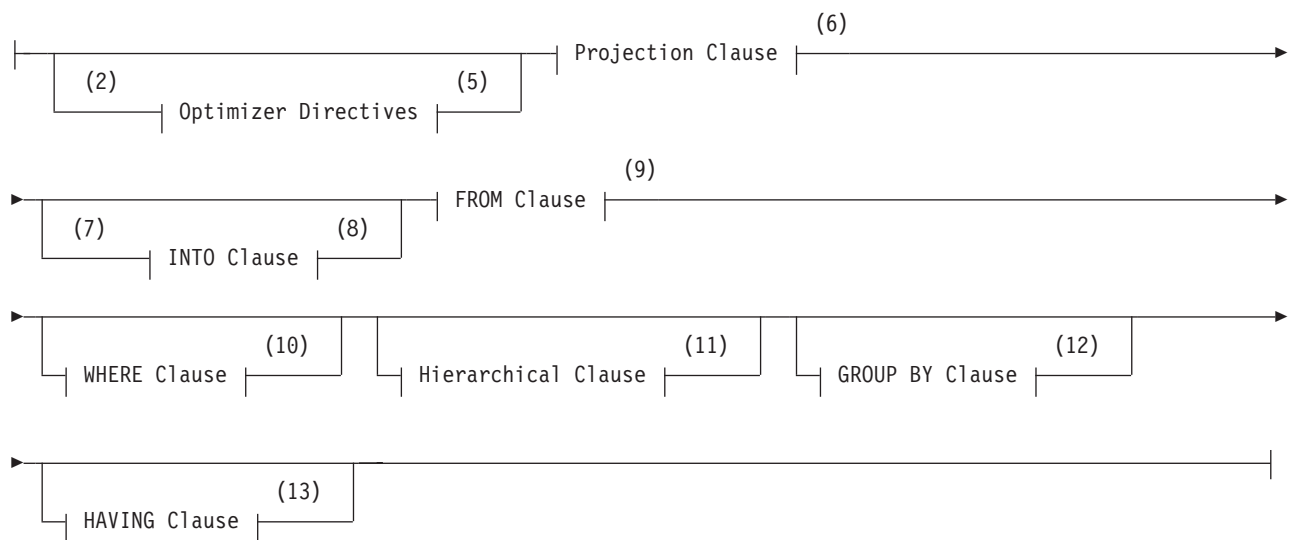 (6)
Projection Clause
(2) (5)
Optimizer Directives
(9)
FROM Clause
(7) (8)
INTO Clause
(10) (11) (12)
WHERE Clause Hierarchical Clause GROUP BY Clause
(13)
HAVING Clause